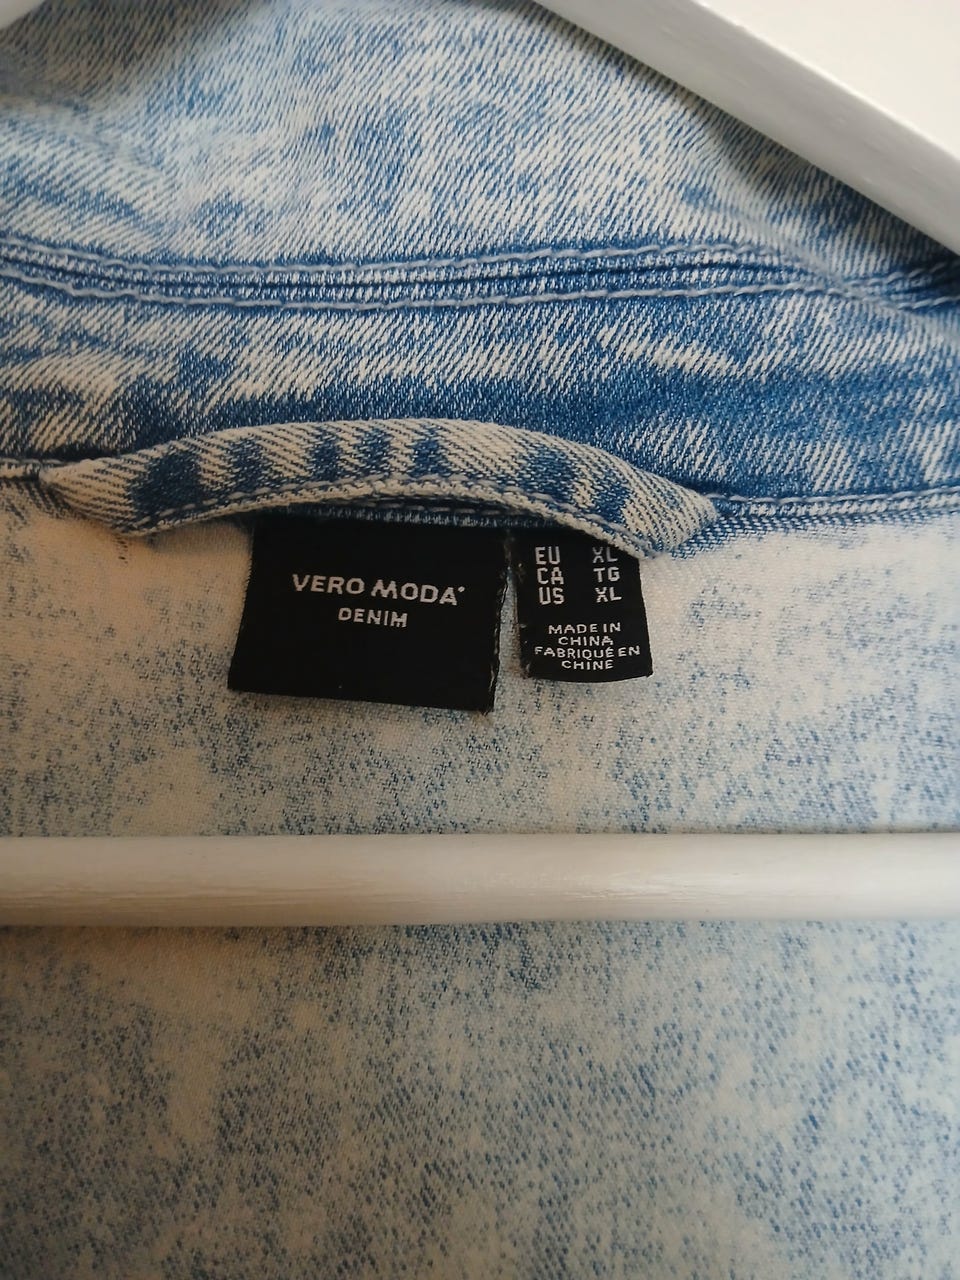 VERO MODA®
DENIM
EU XL
CA TG
US XL
MADE IN
CHINA
FABRIQUÉ EN
CHINE